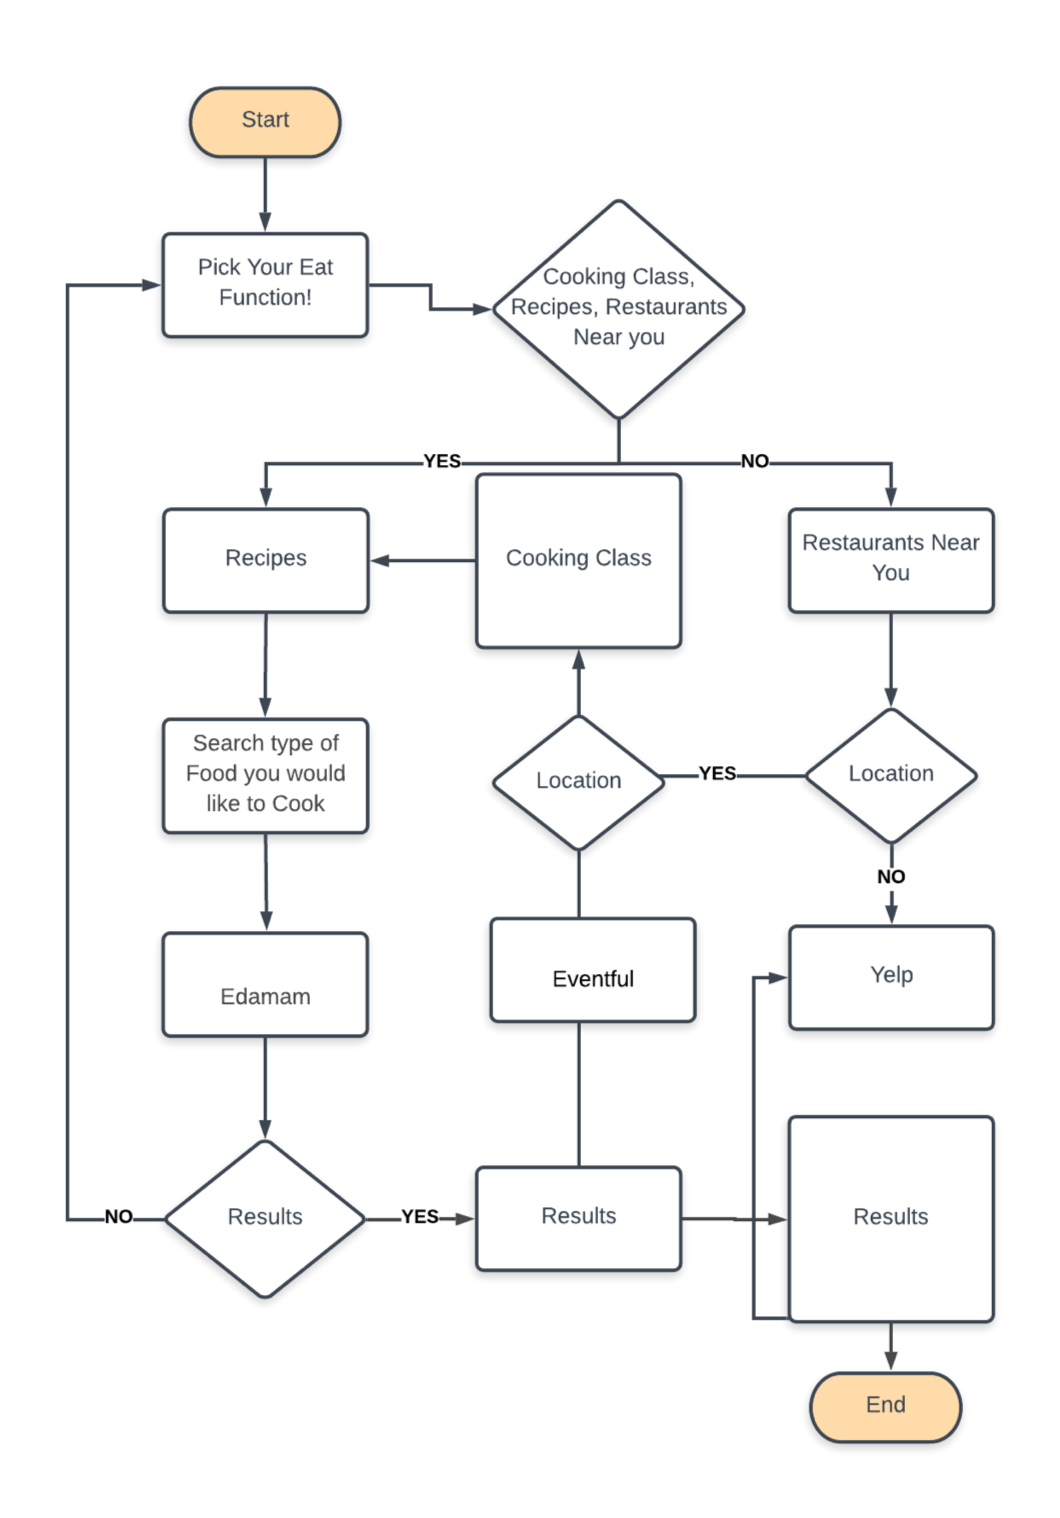 Start
Pick Your Eat
Function!
Cooking Class,
Recipes, Restaurants
Near you
YES
NO
Recipes
Cooking Class
Restaurants Near
You
Search type of
Food you would
like to Cook
Location
YES
Location
NO
Edamam
Eventful
Yelp
NO
Results
YES
Results
Results
End